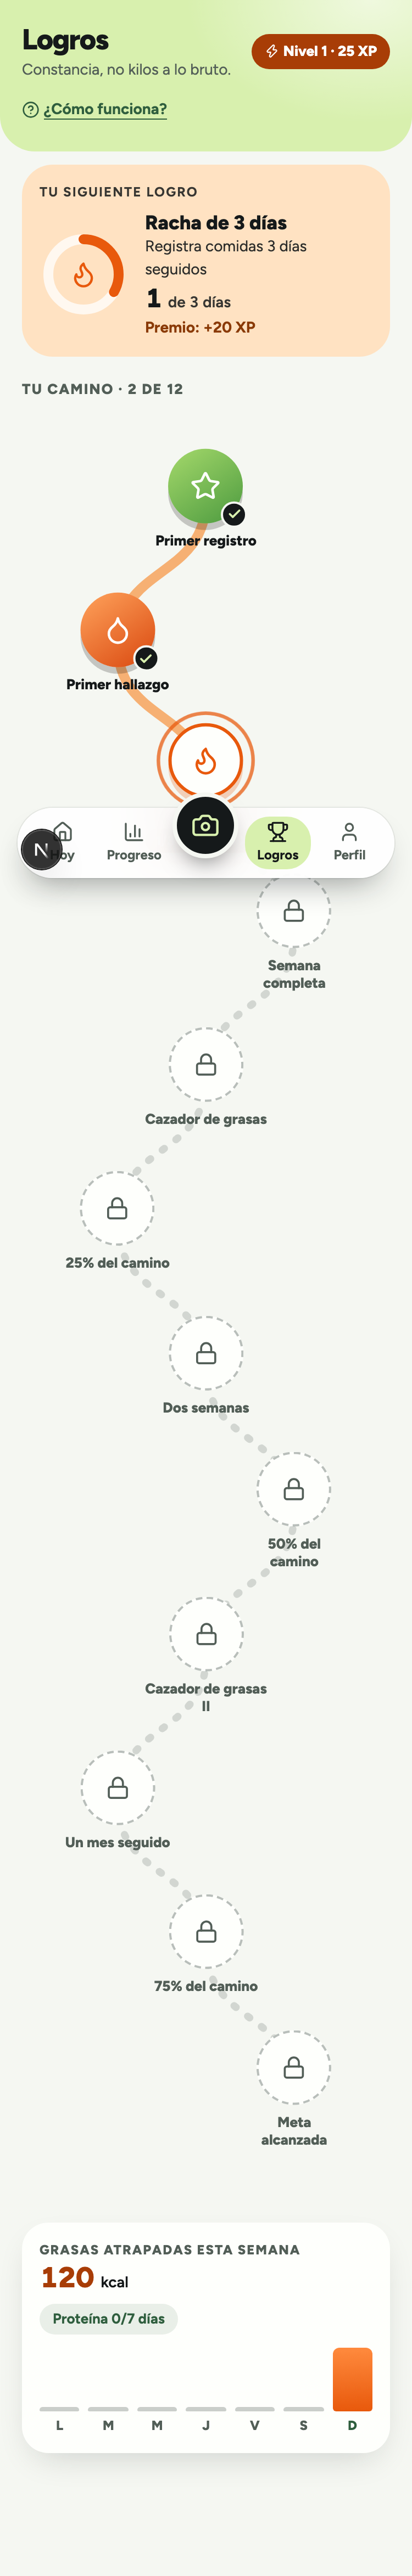 Logros
Constancia, no kilos a lo bruto.
Nivel 1 · 25 XP
¿Cómo funciona?
TU SIGUIENTE LOGRO
Racha de 3 días
Registra comidas 3 días
seguidos
1 de 3 días
Premio: +20 XP
TU CAMINO · 2 DE 12
Primer registro
Primer hallazgo
N
Hoy
Progreso
Logros
Perfil
Semana
completa
Cazador de grasas
25% del camino
Dos semanas
50% del
camino
Cazador de grasas
II
Un mes seguido
75% del camino
Meta
alcanzada
GRASAS ATRAPADAS ESTA SEMANA
120 kcal
Proteína 0/7 días
L M M J V S D